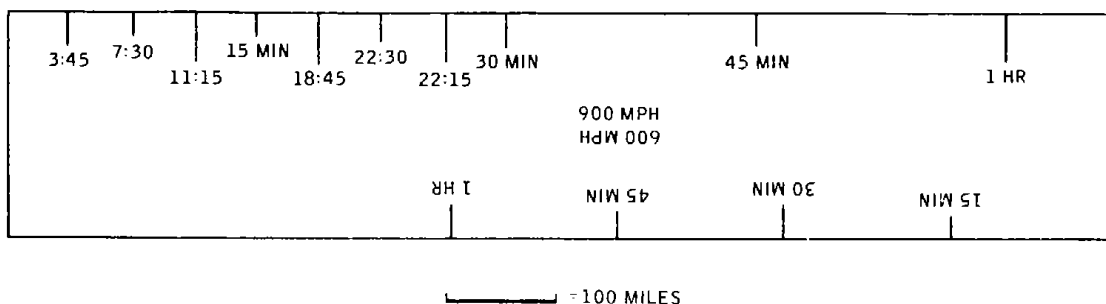 3:45 7:30 11:15 15 MIN 18:45 22:30 22:15 30 MIN 45 MIN 1 HR
900 MPH
600 MPH
1 HR 45 MIN 30 MIN 15 MIN
=100 MILES